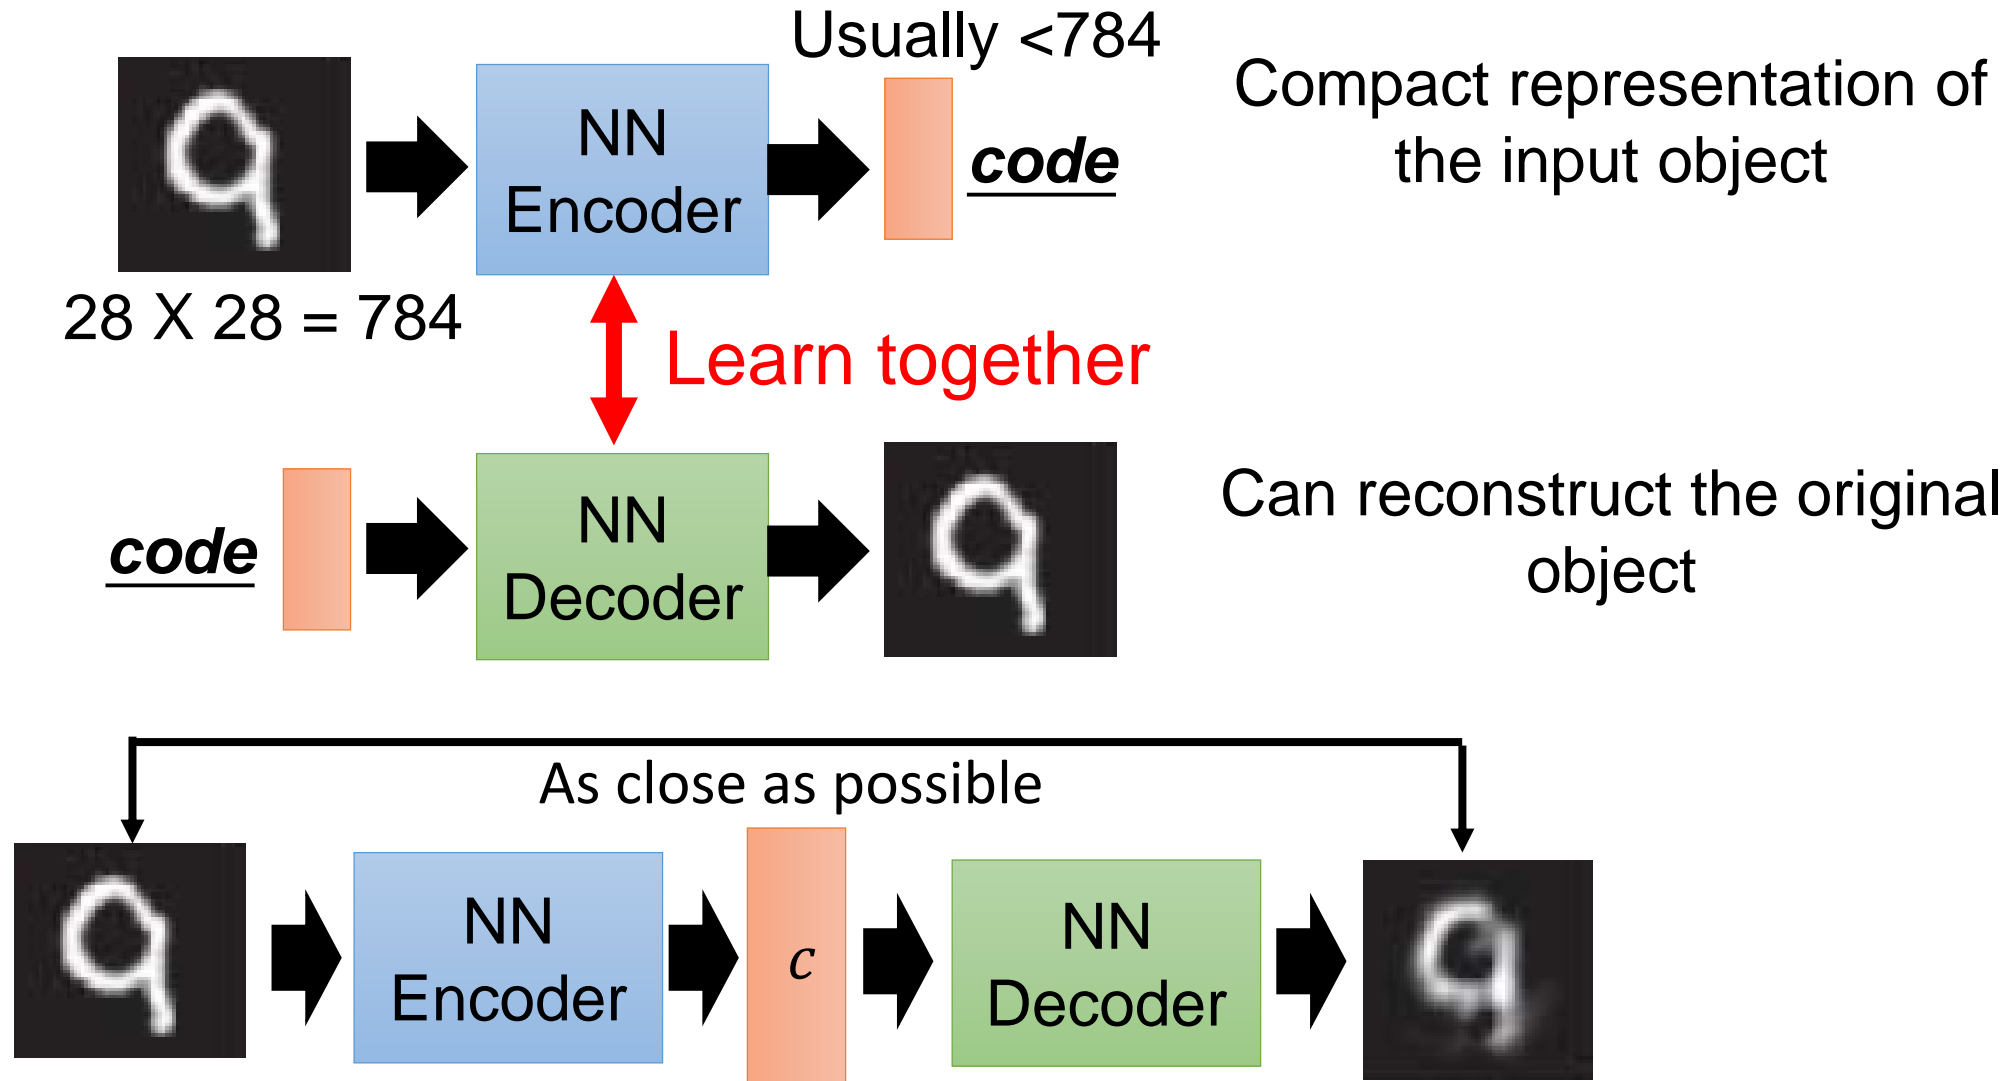 Usually <784
NN
Encoder
code
Compact representation of
the input object
28 X 28 = 784
Learn together
code
NN
Decoder
Can reconstruct the original
object
As close as possible
NN
Encoder
c
NN
Decoder